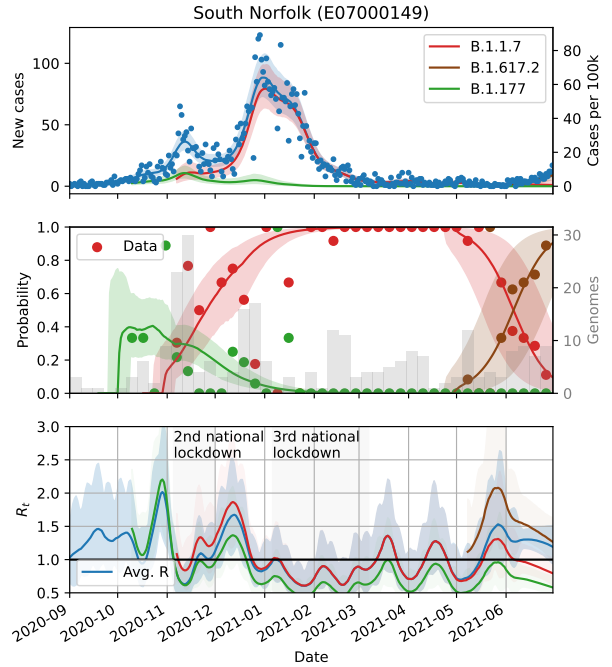 South Norfolk (E07000149)
New cases
100
50
0
B.1.1.7
B.1.617.2
B.1.177
80
60
40
20
0
Cases per 100k
Probability
1.0
0.8
0.6
0.4
0.2
0.0
Data
30
20
10
0
Genomes
R_t
3.0
2.5
2.0
1.5
1.0
0.5
2nd national
lockdown
3rd national
lockdown
Avg. R
2020-09
2020-10
2020-11
2020-12
2021-01
2021-02
2021-03
2021-04
2021-05
2021-06
Date